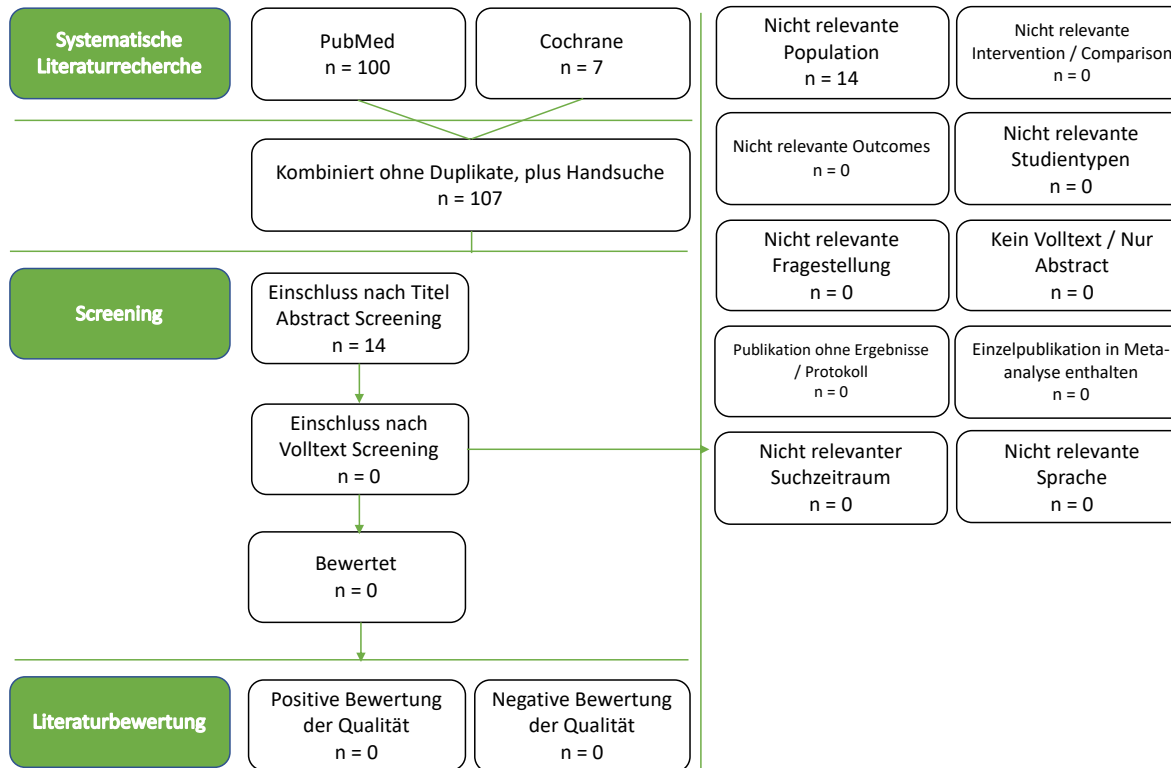 Systematische
Literaturrecherche
PubMed
n = 100
Cochrane
n = 7
Kombiniert ohne Duplikate, plus Handsuche
n = 107
Screening
Einschluss nach Titel
Abstract Screening
n = 14
Einschluss nach
Volltext Screening
n = 0
Bewertet
n = 0
Literaturbewertung
Positive Bewertung
der Qualität
n = 0
Negative Bewertung
der Qualität
n = 0
Nicht relevante
Population
n = 14
Nicht relevante
Intervention / Comparison
n = 0
Nicht relevante Outcomes
n = 0
Nicht relevante
Studientypen
n = 0
Nicht relevante
Fragestellung
n = 0
Kein Volltext / Nur
Abstract
n = 0
Publikation ohne Ergebnisse
/ Protokoll
n = 0
Einzelpublikation in Meta-
analyse enthalten
n = 0
Nicht relevanter
Suchzeitraum
n = 0
Nicht relevante
Sprache
n = 0